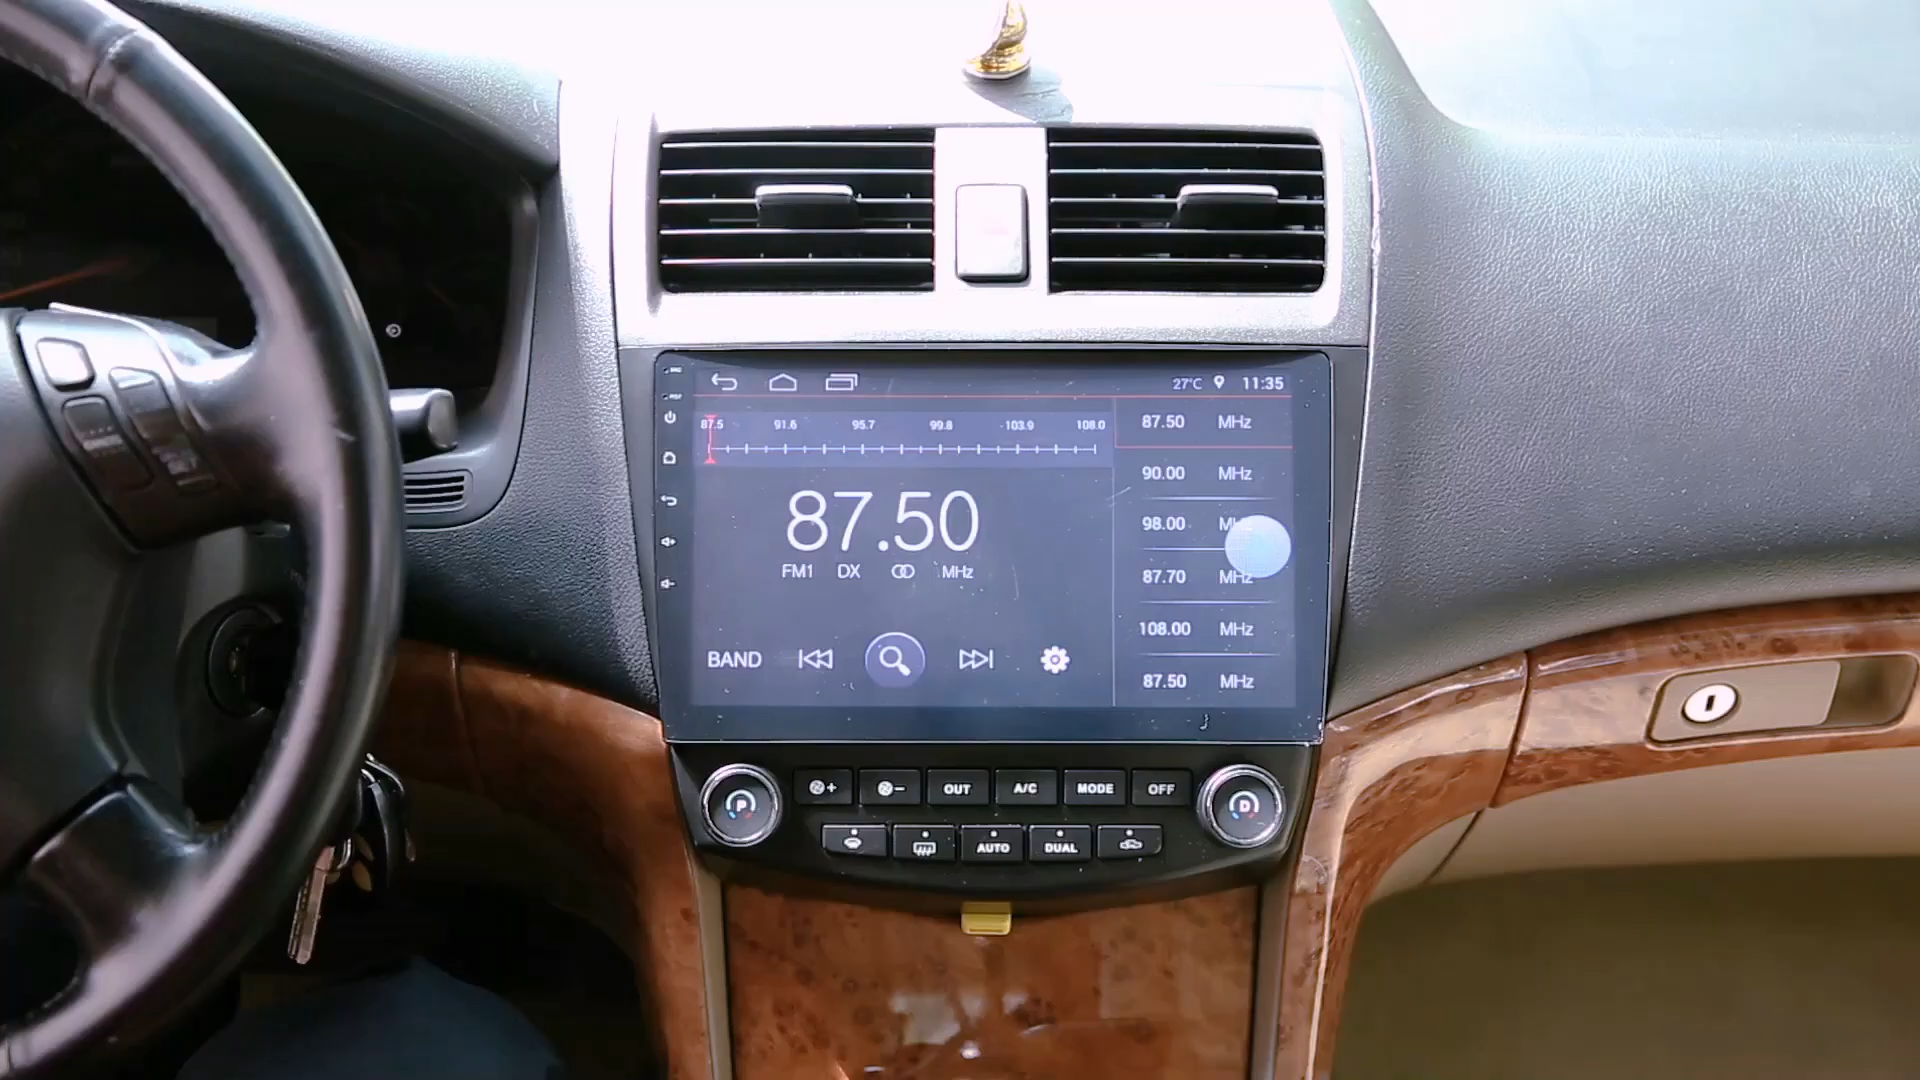 27°C 11:35
87.5 91.6 95.7 99.8 103.9 108.0
87.50
FM1 DX MHz
BAND
87.50 MHz
90.00 MHz
98.00
87.70 MHz
108.00 MHz
87.50 MHz
P + − OUT A/C MODE OFF D
AUTO DUAL